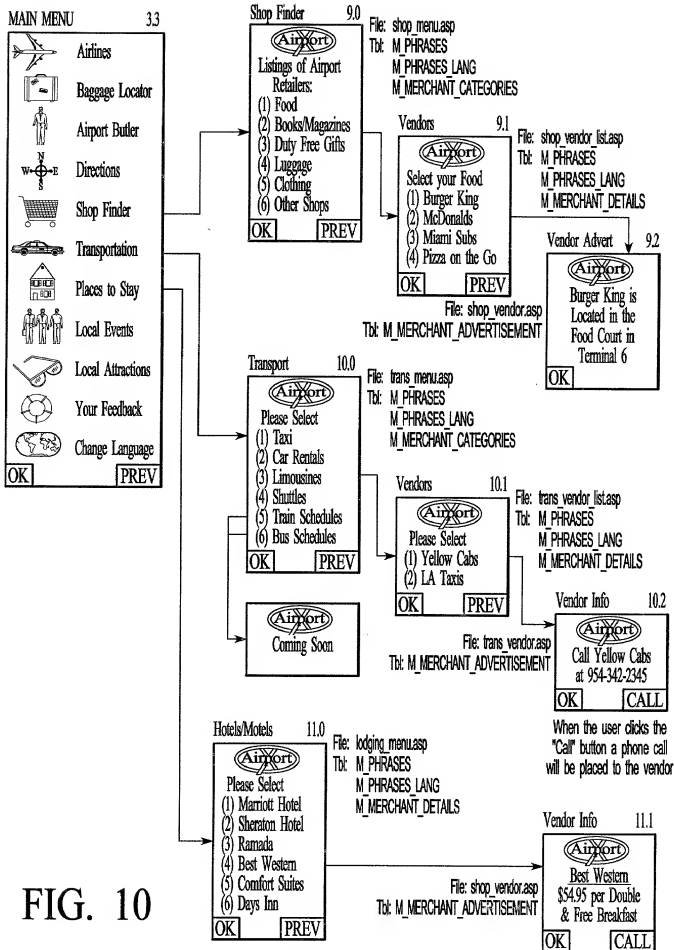 MAIN MENU 3.3
Airlines
Baggage Locator
Airport Butler
N
W E
S
Directions
Shop Finder
Transportation
Places to Stay
Local Events
Local Attractions
Your Feedback
Change Language
OK PREV
Shop Finder 9.0
Airport
Listings of Airport
Retailers:
(1) Food
(2) Books/Magazines
(3) Duty Free Gifts
(4) Luggage
(5) Clothing
(6) Other Shops
OK PREV
File: shop_menu.asp
Tbl: M_PHRASES
M_PHRASES_LANG
M_MERCHANT_CATEGORIES
Vendors 9.1
Airport
Select your Food
(1) Burger King
(2) McDonalds
(3) Miami Subs
(4) Pizza on the Go
OK PREV
File: shop_vendor_list.asp
Tbl: M_PHRASES
M_PHRASES_LANG
M_MERCHANT_DETAILS
Vendor Advert 9.2
Airport
Burger King is
Located in the
Food Court in
Terminal 6
OK
File: shop_vendor.asp
Tbl: M_MERCHANT_ADVERTISEMENT
Transport 10.0
Airport
Please Select
(1) Taxi
(2) Car Rentals
(3) Limousines
(4) Shuttles
(5) Train Schedules
(6) Bus Schedules
OK PREV
File: trans_menu.asp
Tbl: M_PHRASES
M_PHRASES_LANG
M_MERCHANT_CATEGORIES
Vendors 10.1
Airport
Please Select
(1) Yellow Cabs
(2) LA Taxis
OK PREV
File: trans_vendor_list.asp
Tbl: M_PHRASES
M_PHRASES_LANG
M_MERCHANT_DETAILS
Airport
Coming Soon
File: trans_vendor.asp
Tbl: M_MERCHANT_ADVERTISEMENT
Vendor Info 10.2
Airport
Call Yellow Cabs
at 954-342-2345
OK CALL
When the user clicks the
"Call" button a phone call
will be placed to the vendor
Hotels/Motels 11.0
Airport
Please Select
(1) Marriott Hotel
(2) Sheraton Hotel
(3) Ramada
(4) Best Western
(5) Comfort Suites
(6) Days Inn
OK PREV
File: lodging_menu.asp
Tbl: M_PHRASES
M_PHRASES_LANG
M_MERCHANT_DETAILS
File: shop_vendor.asp
Tbl: M_MERCHANT_ADVERTISEMENT
Vendor Info 11.1
Airport
Best Western
$54.95 per Double
& Free Breakfast
OK CALL
FIG. 10